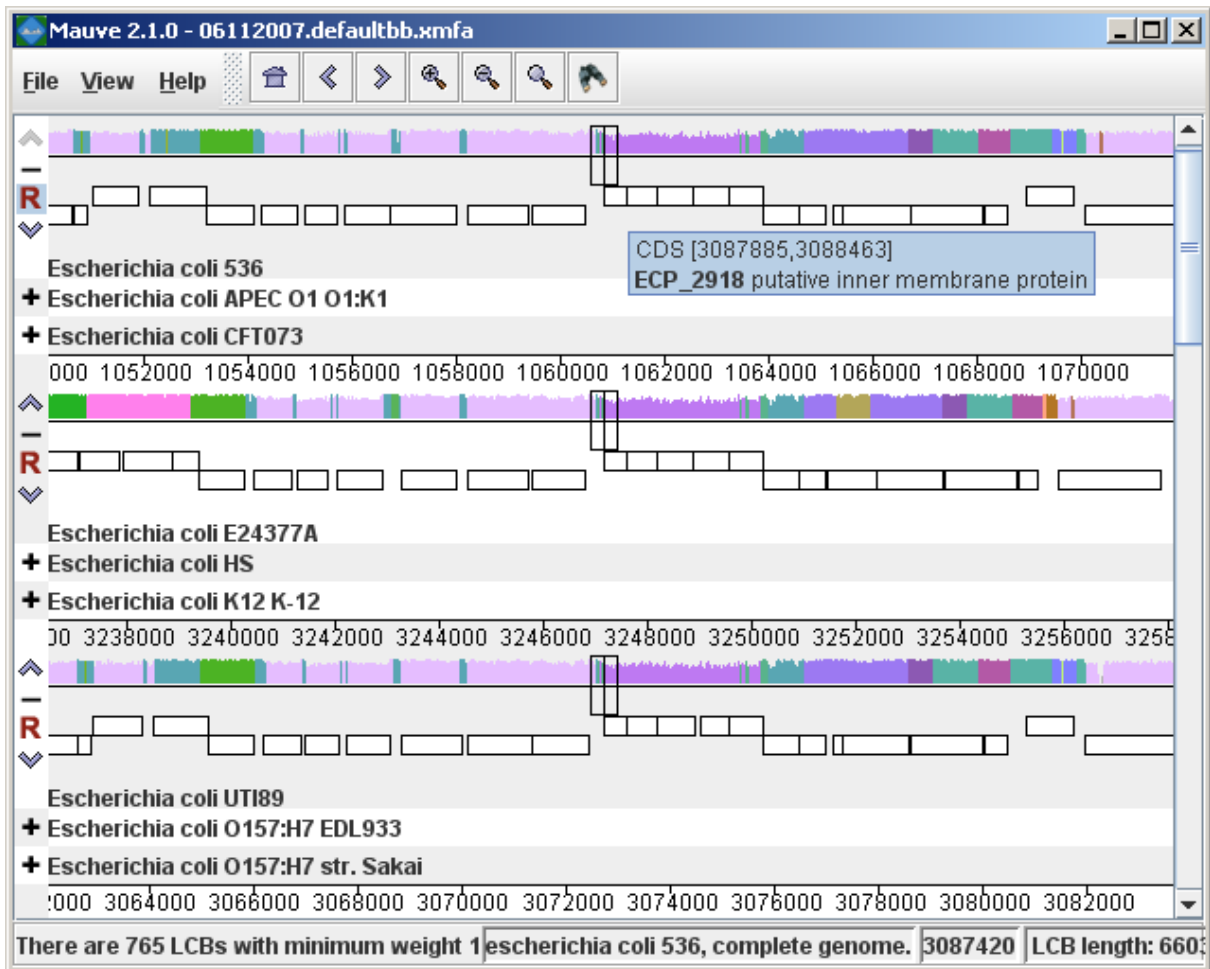 Mauve 2.1.0 - 06112007.defaultbb.xmfa
File View Help
R
CDS [3087885,3088463]
ECP_2918 putative inner membrane protein
Escherichia coli 536
Escherichia coli APEC O1 O1:K1
Escherichia coli CFT073
000 1052000 1054000 1056000 1058000 1060000 1062000 1064000 1066000 1068000 1070000
R
Escherichia coli E24377A
Escherichia coli HS
Escherichia coli K12 K-12
00 3238000 3240000 3242000 3244000 3246000 3248000 3250000 3252000 3254000 3256000 3258
R
Escherichia coli UTI89
Escherichia coli O157:H7 EDL933
Escherichia coli O157:H7 str. Sakai
000 3064000 3066000 3068000 3070000 3072000 3074000 3076000 3078000 3080000 3082000
There are 765 LCBs with minimum weight 1 escherichia coli 536, complete genome. 3087420 LCB length: 660